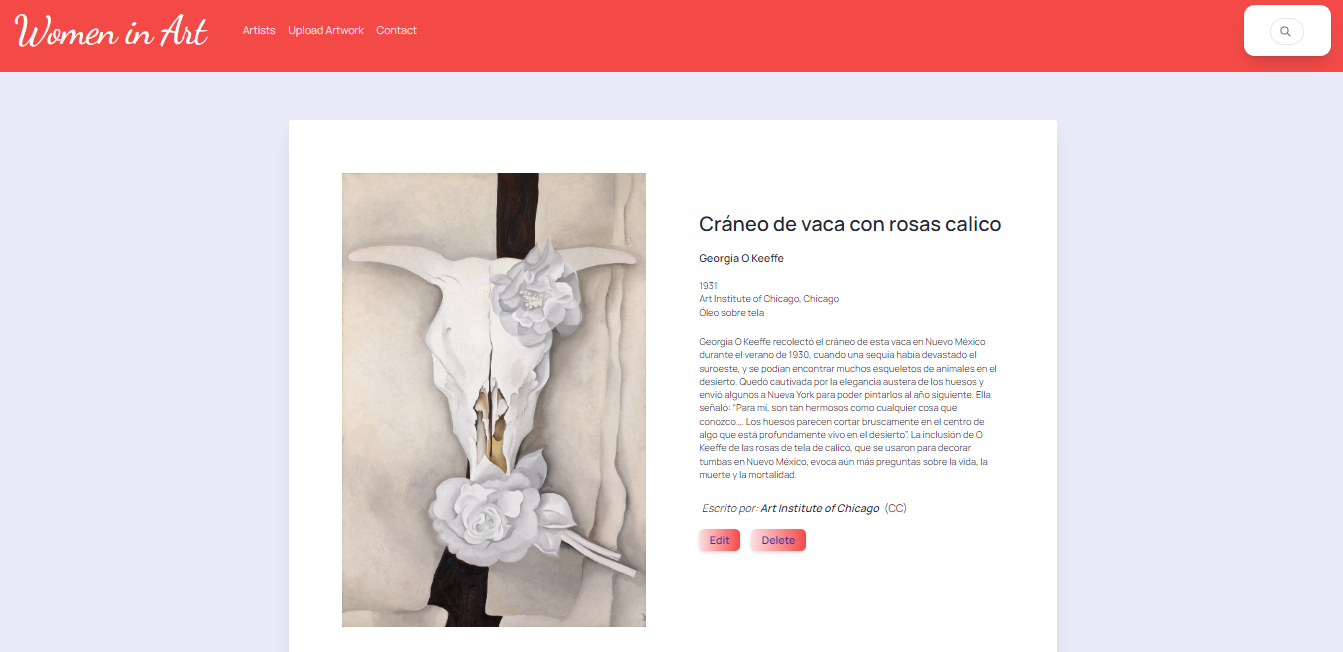 Women in Art
Artists Upload Artwork Contact
Cráneo de vaca con rosas calico
Georgia O Keeffe
1931
Art Institute of Chicago, Chicago
Óleo sobre tela
Georgia O Keeffe recolectó el cráneo de esta vaca en Nuevo México
durante el verano de 1930, cuando una sequía había devastado el
suroeste, y se podían encontrar muchos esqueletos de animales en el
desierto. Quedó cautivada por la elegancia austera de los huesos y
envió algunos a Nueva York para poder pintarlos al año siguiente. Ella
señaló: “Para mí, son tan hermosos como cualquier cosa que
conozco.... Los huesos parecen cortar bruscamente en el centro de
algo que está profundamente vivo en el desierto”. La inclusión de O
Keeffe de las rosas de tela de calicó, que se usaron para decorar
tumbas en Nuevo México, evoca aún más preguntas sobre la vida, la
muerte y la mortalidad.
Escrito por: Art Institute of Chicago (CC)
Edit Delete